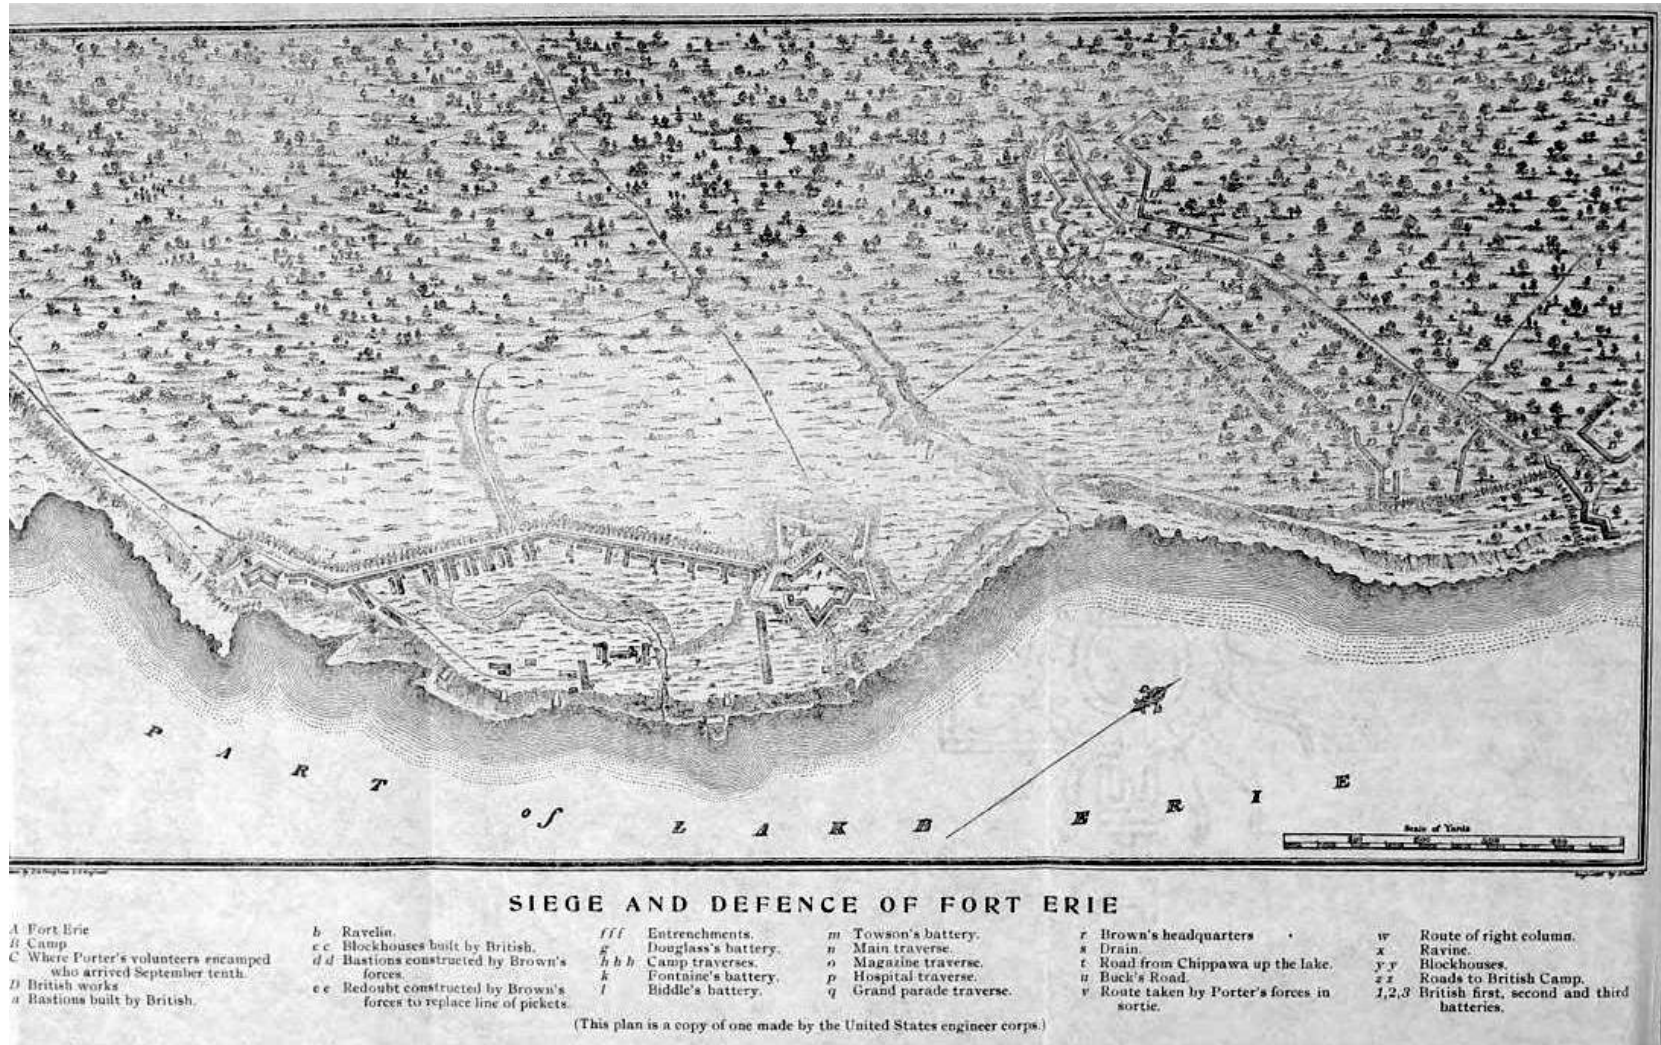 PART of LAKE ERIE
Scale of Yards
SIEGE AND DEFENCE OF FORT ERIE
A Fort Erie
B Camp
C Where Porter's volunteers encamped
who arrived September tenth.
D British works
a Bastions built by British.
b Ravelin.
c c Blockhouses built by British.
d d Bastions constructed by Brown's
forces.
e e Redoubt constructed by Brown's
forces to replace line of pickets.
f f f Entrenchments.
g Douglass's battery.
h h h Camp traverses.
k Fontaine's battery.
l Biddle's battery.
m Towson's battery.
n Main traverse.
o Magazine traverse.
p Hospital traverse.
q Grand parade traverse.
r Brown's headquarters
s Drain.
t Road from Chippawa up the lake.
u Buck's Road.
v Route taken by Porter's forces in
sortie.
w Route of right column.
x Ravine.
y y Blockhouses.
z z Roads to British Camp.
1,2,3 British first, second and third
batteries.
(This plan is a copy of one made by the United States engineer corps.)